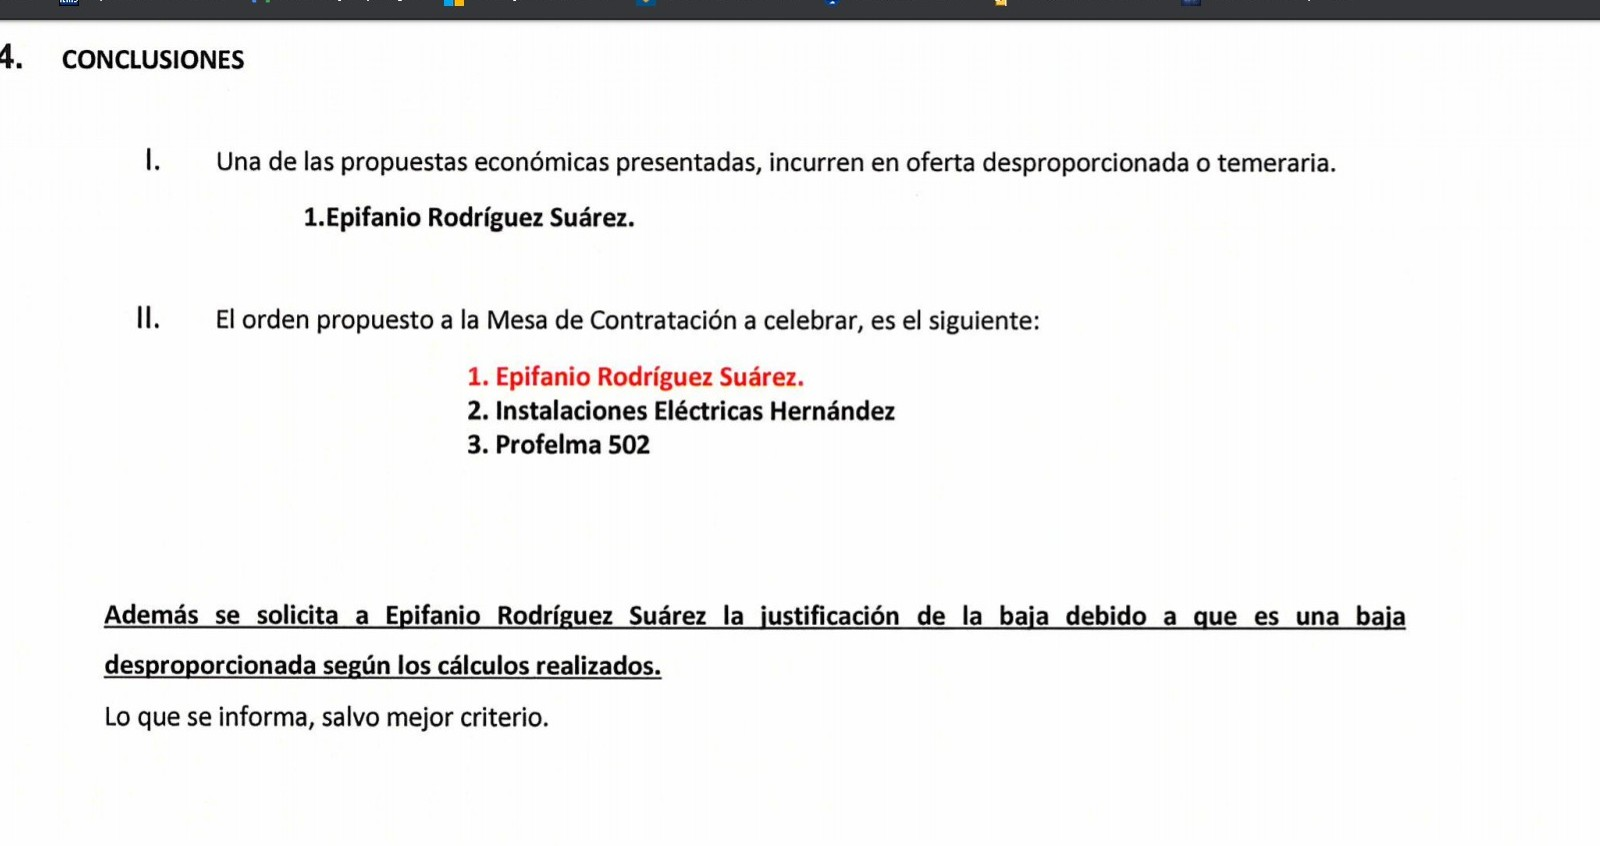 4. CONCLUSIONES
I. Una de las propuestas económicas presentadas, incurren en oferta desproporcionada o temeraria.
1.Epifanio Rodríguez Suárez.
II. El orden propuesto a la Mesa de Contratación a celebrar, es el siguiente:
1. Epifanio Rodríguez Suárez.
2. Instalaciones Eléctricas Hernández
3. Profelma 502
Además se solicita a Epifanio Rodríguez Suárez la justificación de la baja debido a que es una baja
desproporcionada según los cálculos realizados.
Lo que se informa, salvo mejor criterio.